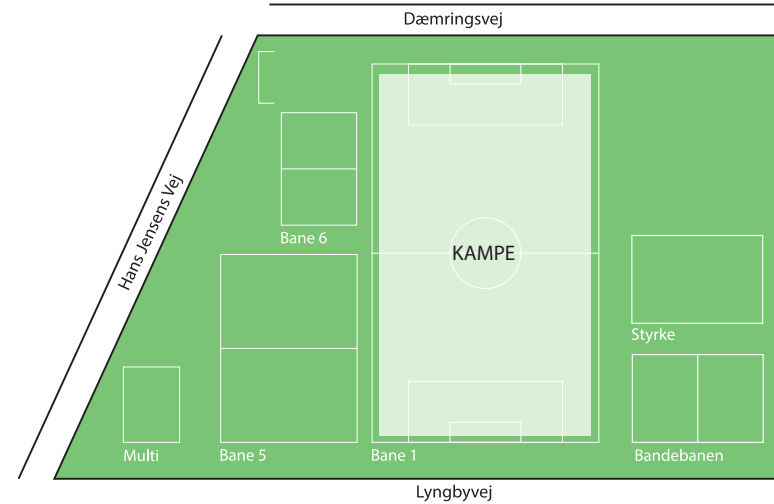 Dæmringsvej
Hans Jensens Vej
Bane 6
KAMPE
Styrke
Multi
Bane 5
Bane 1
Bandebanen
Lyngbyvej